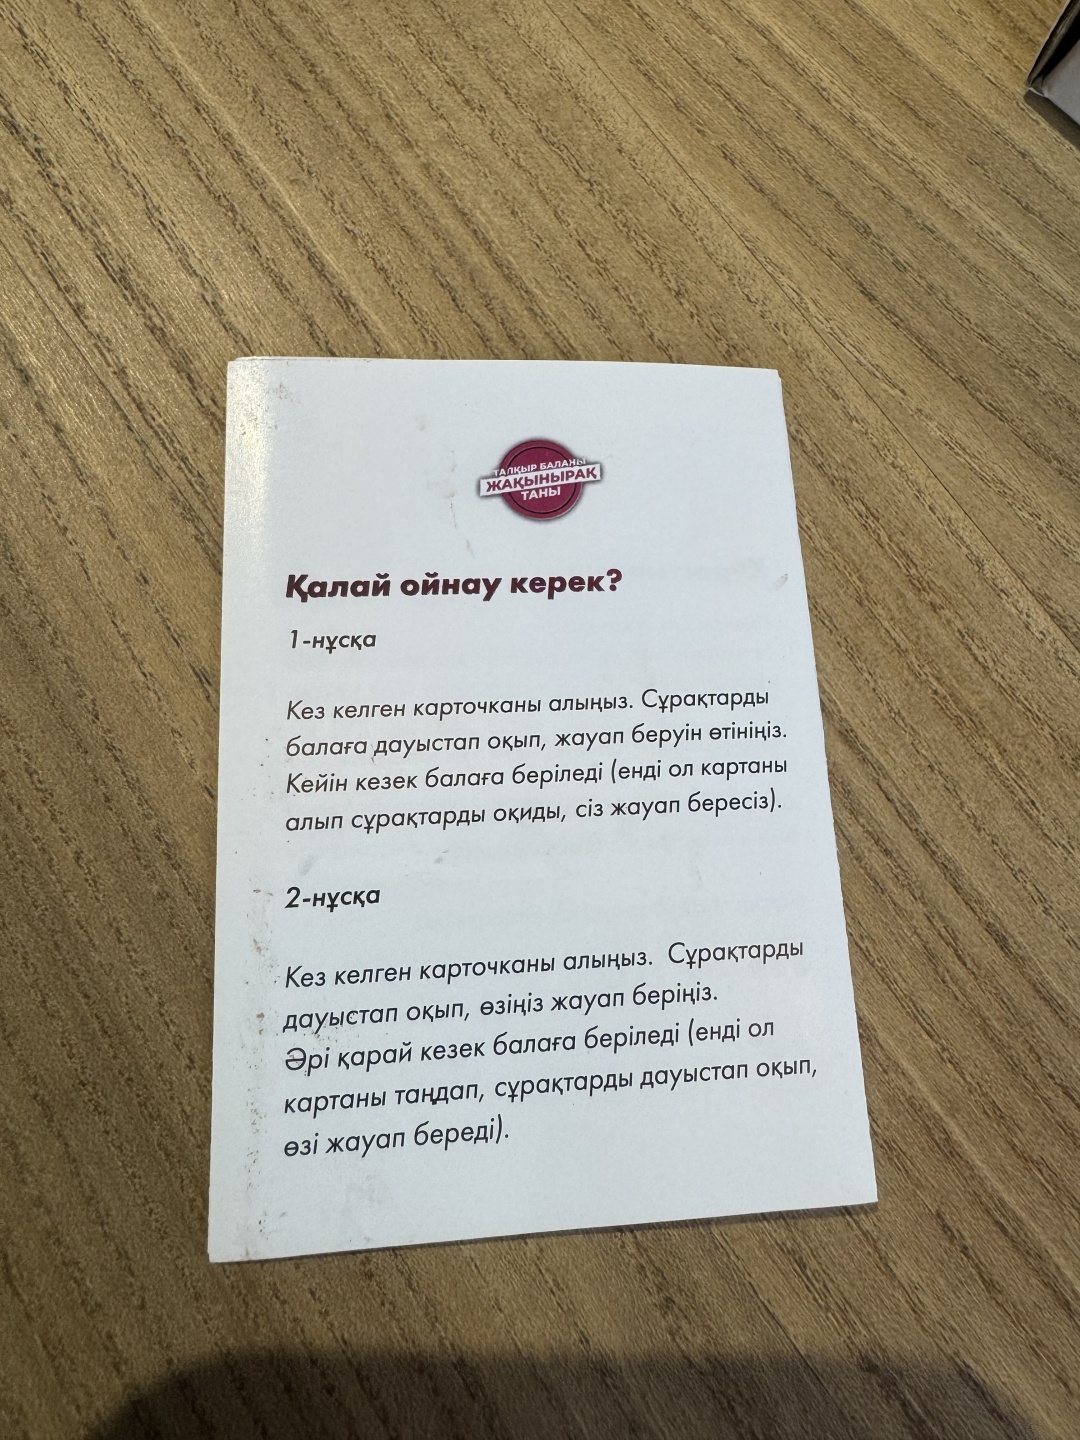 ТАЛҚЫР БАЛАНЫ
ЖАҚЫНЫРАҚ
ТАНЫ
Қалай ойнау керек?
1-нұсқа
Кез келген карточканы алыңыз. Сұрақтарды
балаға дауыстап оқып, жауап беруін өтініңіз.
Кейін кезек балаға беріледі (енді ол картаны
алып сұрақтарды оқиды, сіз жауап бересіз).
2-нұсқа
Кез келген карточканы алыңыз. Сұрақтарды
дауыстап оқып, өзіңіз жауап беріңіз.
Әрі қарай кезек балаға беріледі (енді ол
картаны таңдап, сұрақтарды дауыстап оқып,
өзі жауап береді).